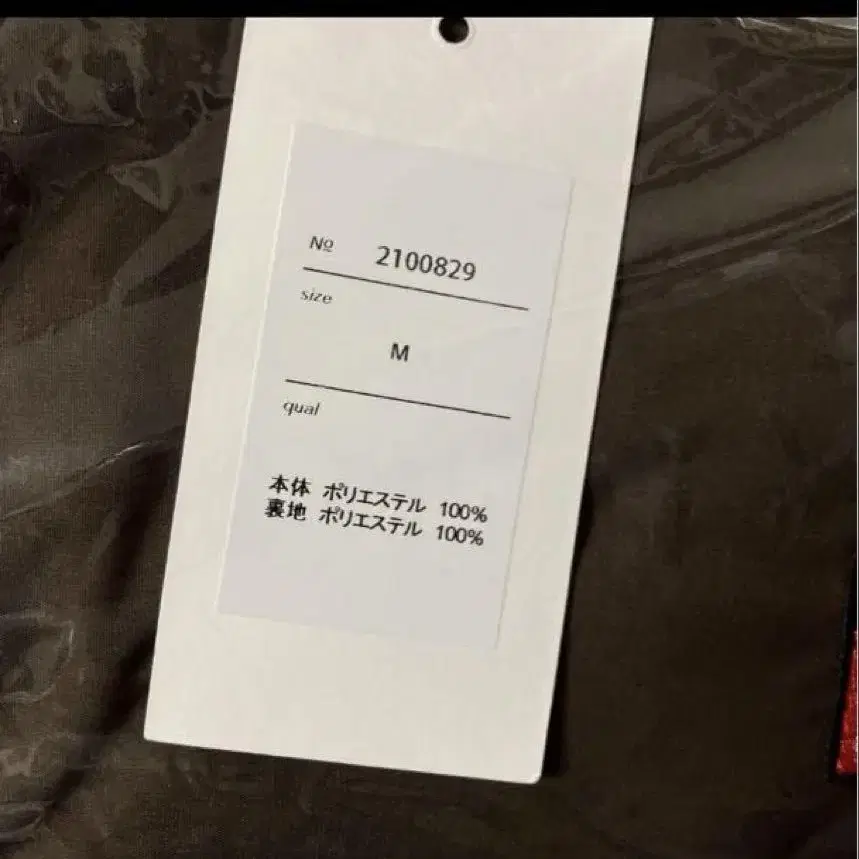 № 2100829
size
M
qual
本体 ポリエステル 100%
裏地 ポリエステル 100%